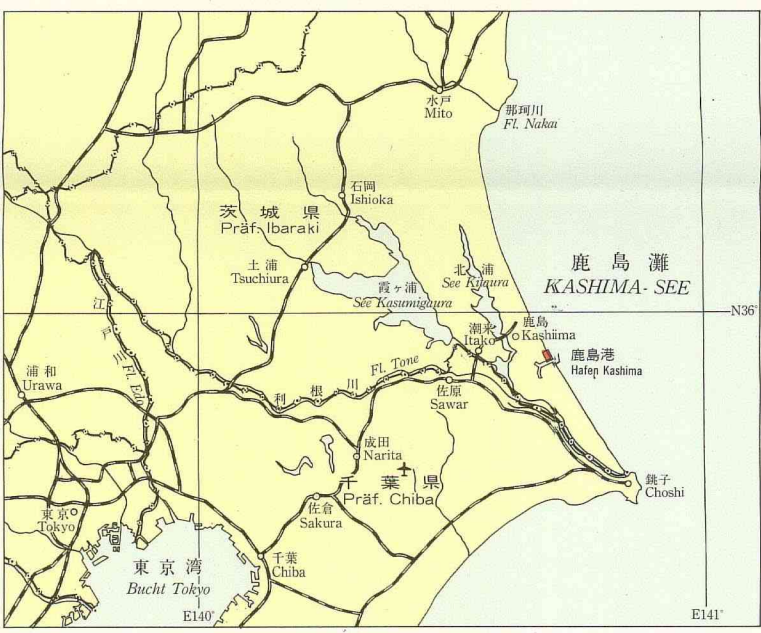 水戸
Mito
那珂川
Fl. Nakai
石岡
Ishioka
茨城県
Präf. Ibaraki
土浦
Tsuchiura
霞ヶ浦
See Kasumigaura
北浦
See Kitaura
鹿島灘
KASHIMA-SEE
N36°
潮来
Itako
鹿島
Kashima
鹿島港
Hafen Kashima
江戸川 Fl. Edo
浦和
Urawa
利根川
Fl. Tone
佐原
Sawar
成田
Narita
千葉県
Präf. Chiba
佐倉
Sakura
銚子
Choshi
東京
Tokyo
千葉
Chiba
東京湾
Bucht Tokyo
E140°
E141°